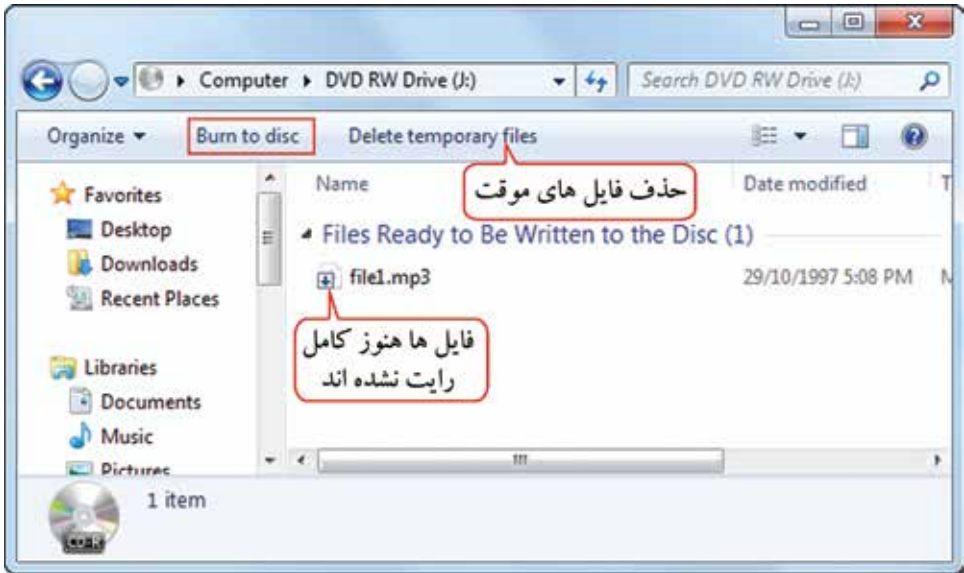 Computer ▸ DVD RW Drive (J:)
Search DVD RW Drive (J:)
Organize
Burn to disc
Delete temporary files
حذف فایل های موقت
Favorites
Desktop
Downloads
Recent Places
Libraries
Documents
Music
Pictures
Name
Date modified
T
Files Ready to Be Written to the Disc (1)
file1.mp3
29/10/1997 5:08 PM
فایل ها هنوز کامل
رایت نشده اند
1 item
CD-R